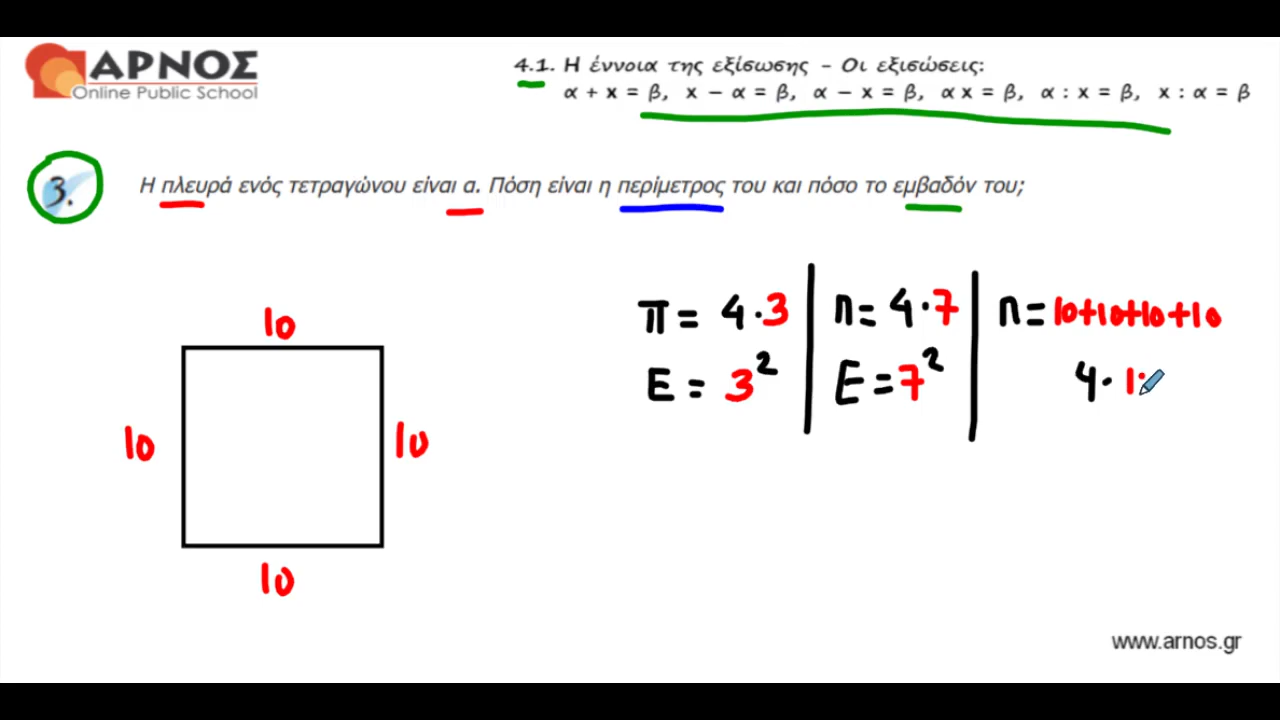 ΑΡΝΟΣ
Online Public School
4.1. Η έννοια της εξίσωσης - Οι εξισώσεις:
α + x = β, x - α = β, α - x = β, α x = β, α : x = β, x : α = β
3. Η πλευρά ενός τετραγώνου είναι α. Πόση είναι η περίμετρος του και πόσο το εμβαδόν του;
10
10
10
10
Π = 4·3
Ε = 3²
Π = 4·7
Ε = 7²
Π = 10+10+10+10
4·
www.arnos.gr